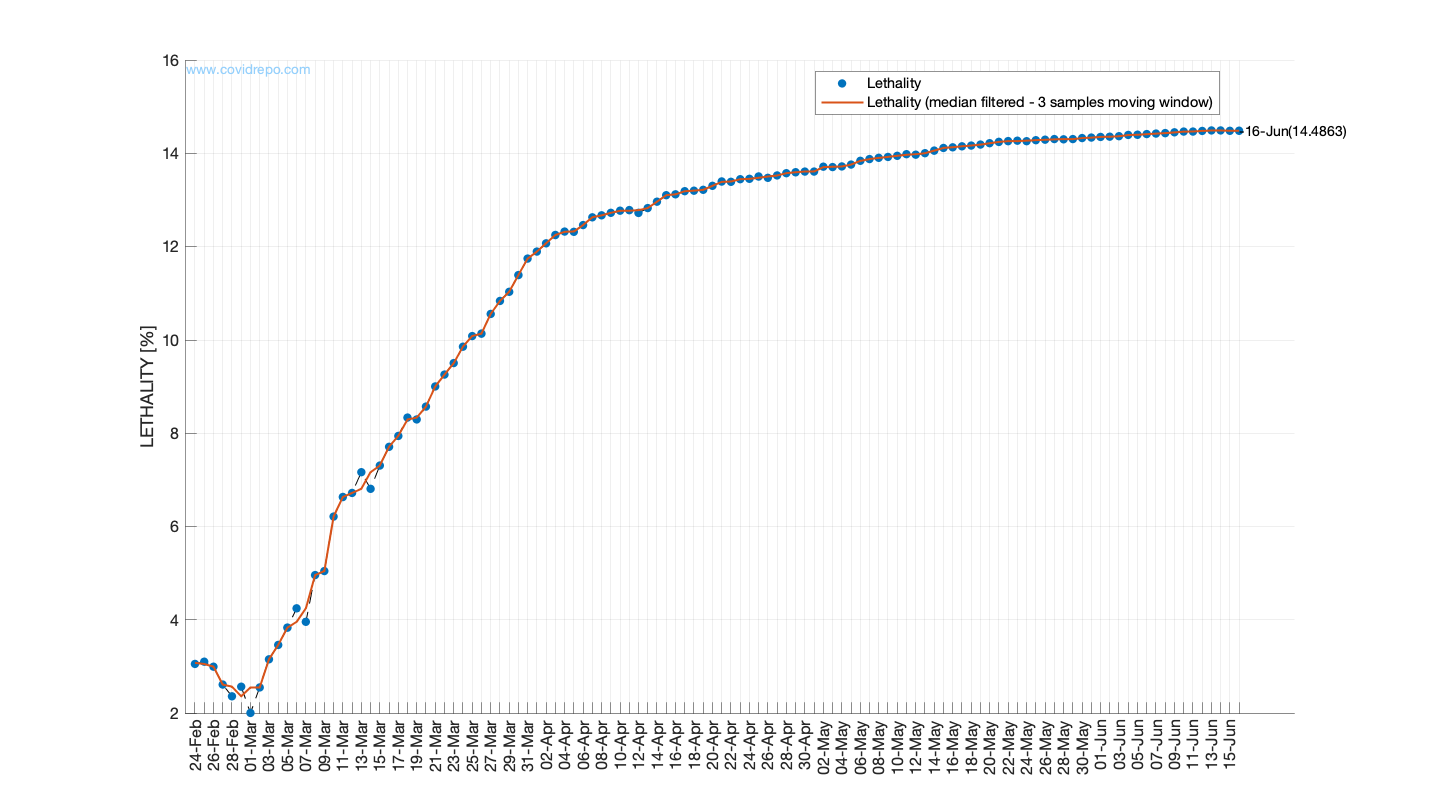 www.covidrepo.com
Lethality
Lethality (median filtered - 3 samples moving window)
16-Jun(14.4863)
LETHALITY [%]
16
14
12
10
8
6
4
2
24-Feb
26-Feb
28-Feb
01-Mar
03-Mar
05-Mar
07-Mar
09-Mar
11-Mar
13-Mar
15-Mar
17-Mar
19-Mar
21-Mar
23-Mar
25-Mar
27-Mar
29-Mar
31-Mar
02-Apr
04-Apr
06-Apr
08-Apr
10-Apr
12-Apr
14-Apr
16-Apr
18-Apr
20-Apr
22-Apr
24-Apr
26-Apr
28-Apr
30-Apr
02-May
04-May
06-May
08-May
10-May
12-May
14-May
16-May
18-May
20-May
22-May
24-May
26-May
28-May
30-May
01-Jun
03-Jun
05-Jun
07-Jun
09-Jun
11-Jun
13-Jun
15-Jun